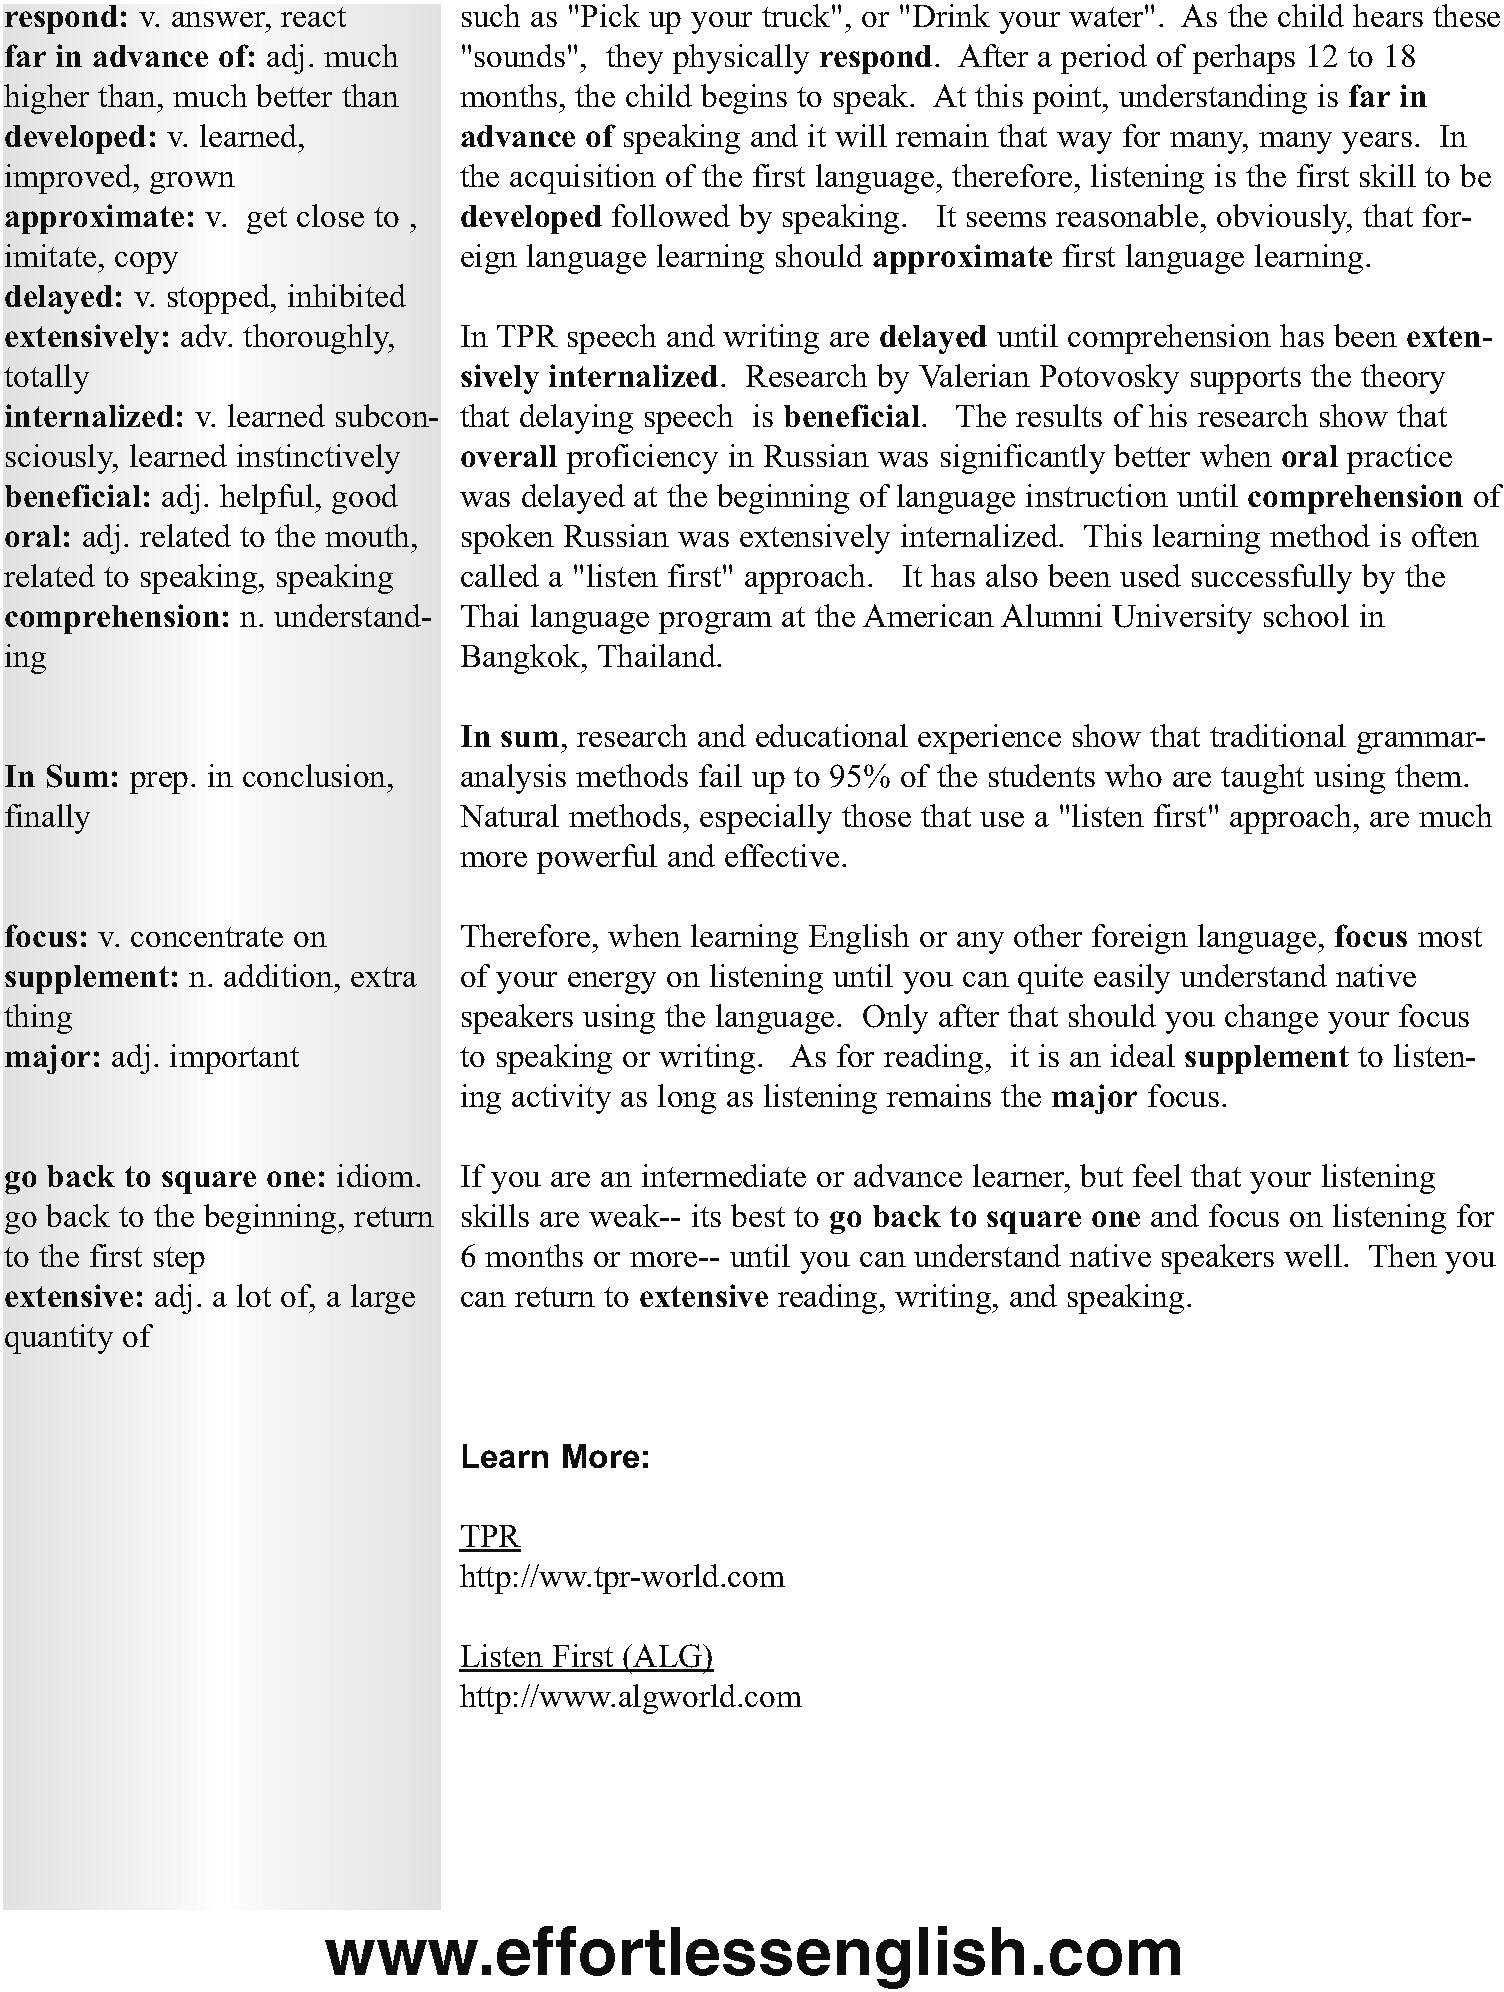 respond: v. answer, react
far in advance of: adj. much
higher than, much better than
developed: v. learned,
improved, grown
approximate: v.  get close to ,
imitate, copy
delayed: v. stopped, inhibited
extensively: adv. thoroughly,
totally
internalized: v. learned subcon-
sciously, learned instinctively
beneficial: adj. helpful, good
oral: adj. related to the mouth,
related to speaking, speaking
comprehension: n. understand-
ing
In Sum: prep. in conclusion,
finally
focus: v. concentrate on
supplement: n. addition, extra
thing
major: adj. important
go back to square one: idiom.
go back to the beginning, return
to the first step
extensive: adj. a lot of, a large
quantity of
such as "Pick up your truck", or "Drink your water".  As the child hears these
"sounds",  they physically respond.  After a period of perhaps 12 to 18
months, the child begins to speak.  At this point, understanding is far in
advance of speaking and it will remain that way for many, many years.  In
the acquisition of the first language, therefore, listening is the first skill to be
developed followed by speaking.   It seems reasonable, obviously, that for-
eign language learning should approximate first language learning.
In TPR speech and writing are delayed until comprehension has been exten-
sively internalized.  Research by Valerian Potovosky supports the theory
that delaying speech  is beneficial.   The results of his research show that
overall proficiency in Russian was significantly better when oral practice
was delayed at the beginning of language instruction until comprehension of
spoken Russian was extensively internalized.  This learning method is often
called a "listen first" approach.   It has also been used successfully by the
Thai language program at the American Alumni University school in
Bangkok, Thailand.
In sum, research and educational experience show that traditional grammar-
analysis methods fail up to 95% of the students who are taught using them.
Natural methods, especially those that use a "listen first" approach, are much
more powerful and effective.
Therefore, when learning English or any other foreign language, focus most
of your energy on listening until you can quite easily understand native
speakers using the language.  Only after that should you change your focus
to speaking or writing.   As for reading,  it is an ideal supplement to listen-
ing activity as long as listening remains the major focus.
If you are an intermediate or advance learner, but feel that your listening
skills are weak-- its best to go back to square one and focus on listening for
6 months or more-- until you can understand native speakers well.  Then you
can return to extensive reading, writing, and speaking.
Learn More:
TPR
http://ww.tpr-world.com
Listen First (ALG)
http://www.algworld.com
www.effortlessenglish.com